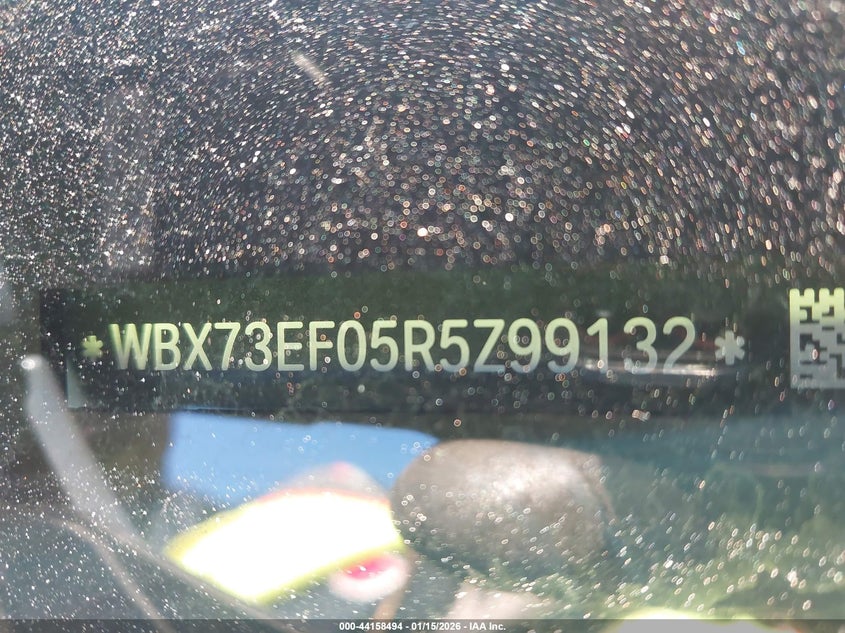 *WBX73EF05R5Z99132*
000-44158494 - 01/15/2026 - IAA Inc.